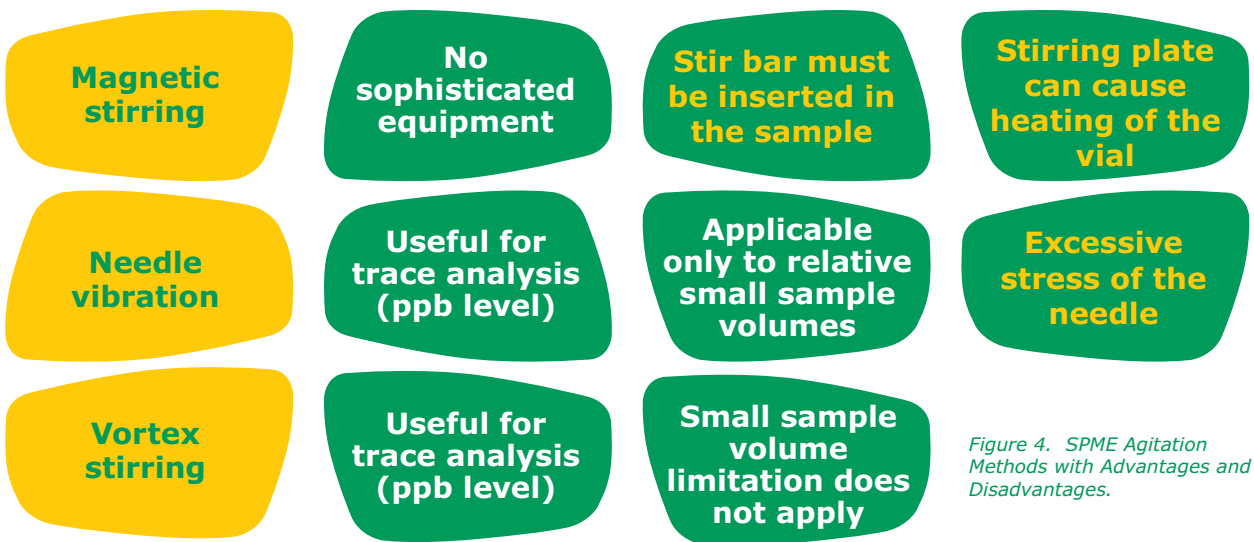 Magnetic
stirring
No
sophisticated
equipment
Stir bar must
be inserted in
the sample
Stirring plate
can cause
heating of the
vial
Needle
vibration
Useful for
trace analysis
(ppb level)
Applicable
only to relative
small sample
volumes
Excessive
stress of the
needle
Vortex
stirring
Useful for
trace analysis
(ppb level)
Small sample
volume
limitation does
not apply
Figure 4. SPME Agitation
Methods with Advantages and
Disadvantages.